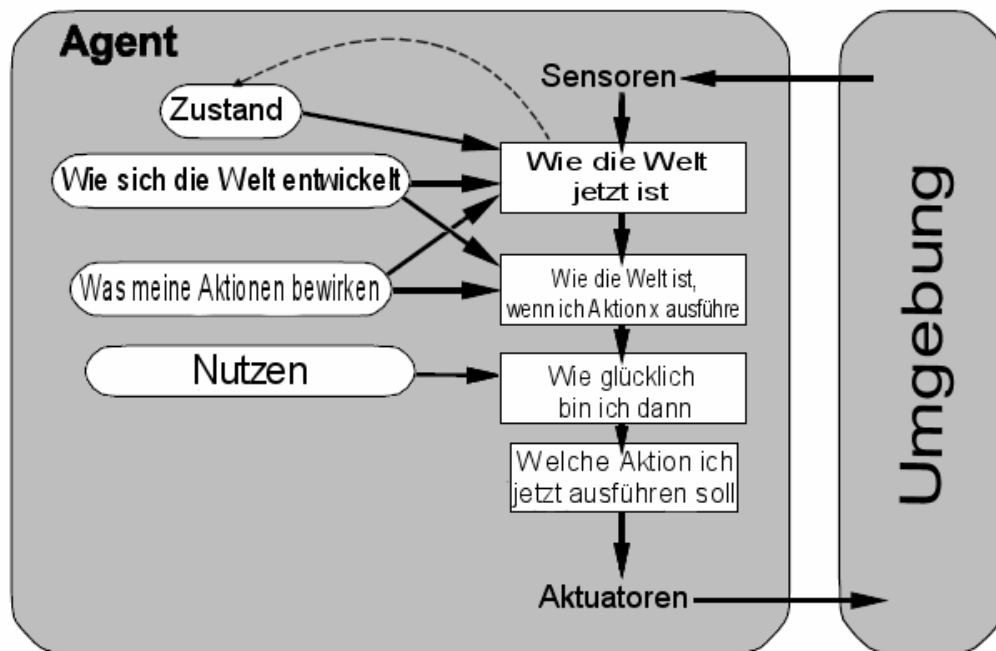 Agent
Sensoren
Zustand
Wie die Welt
jetzt ist
Wie sich die Welt entwickelt
Was meine Aktionen bewirken
Wie die Welt ist,
wenn ich Aktion x ausführe
Nutzen
Wie glücklich
bin ich dann
Welche Aktion ich
jetzt ausführen soll
Aktuatoren
Umgebung